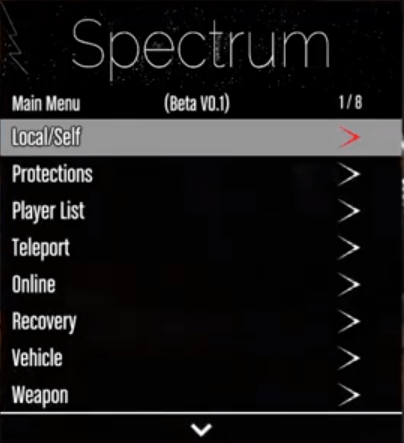 Spectrum
Main Menu (Beta V0.1) 1/8
Local/Self
Protections
Player List
Teleport
Online
Recovery
Vehicle
Weapon